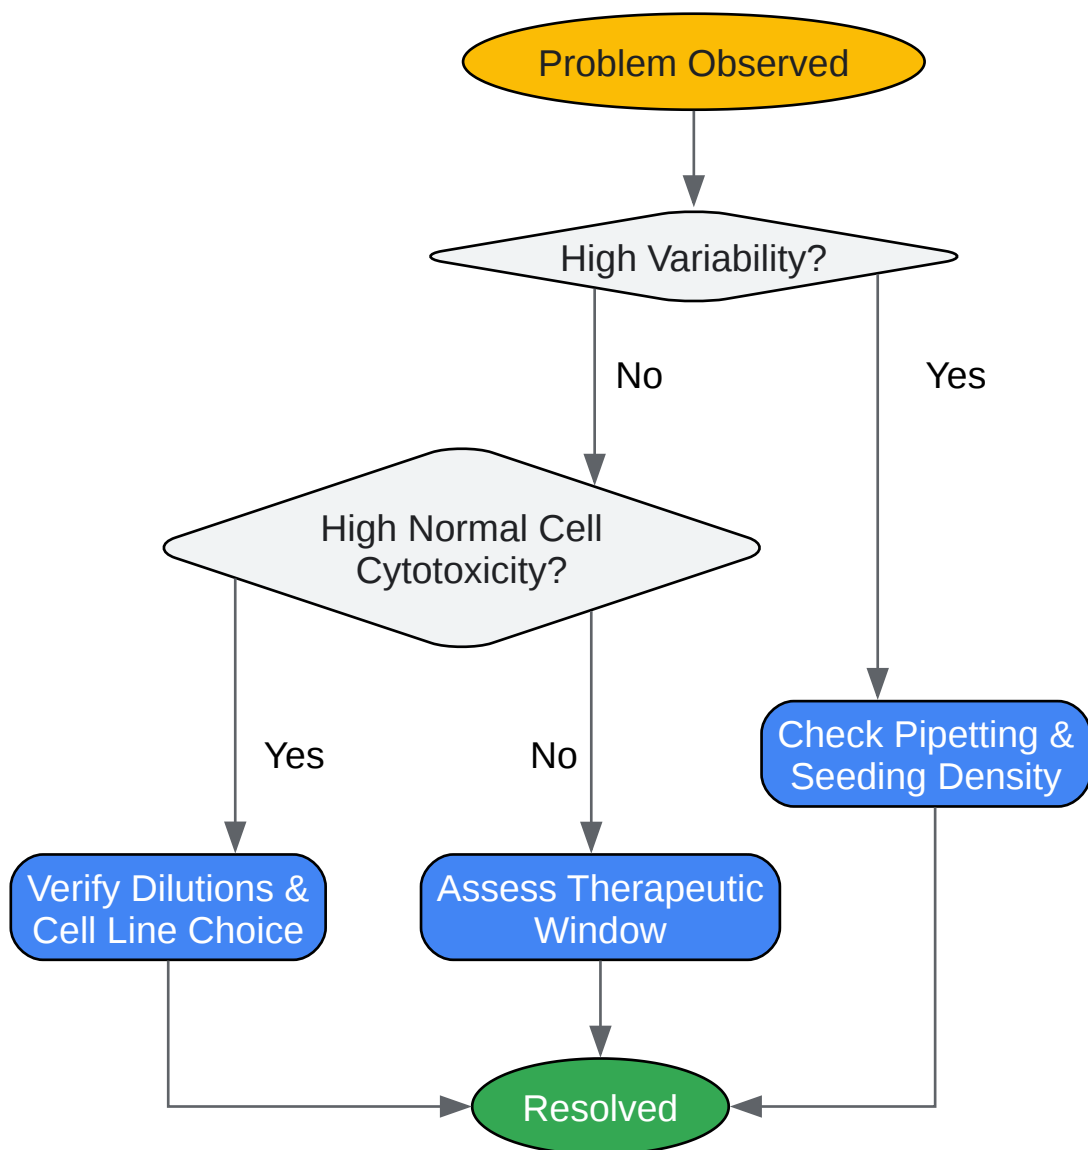 Problem Observed
High Variability?
No
Yes
High Normal Cell
Cytotoxicity?
Yes
No
Check Pipetting &
Seeding Density
Verify Dilutions &
Cell Line Choice
Assess Therapeutic
Window
Resolved